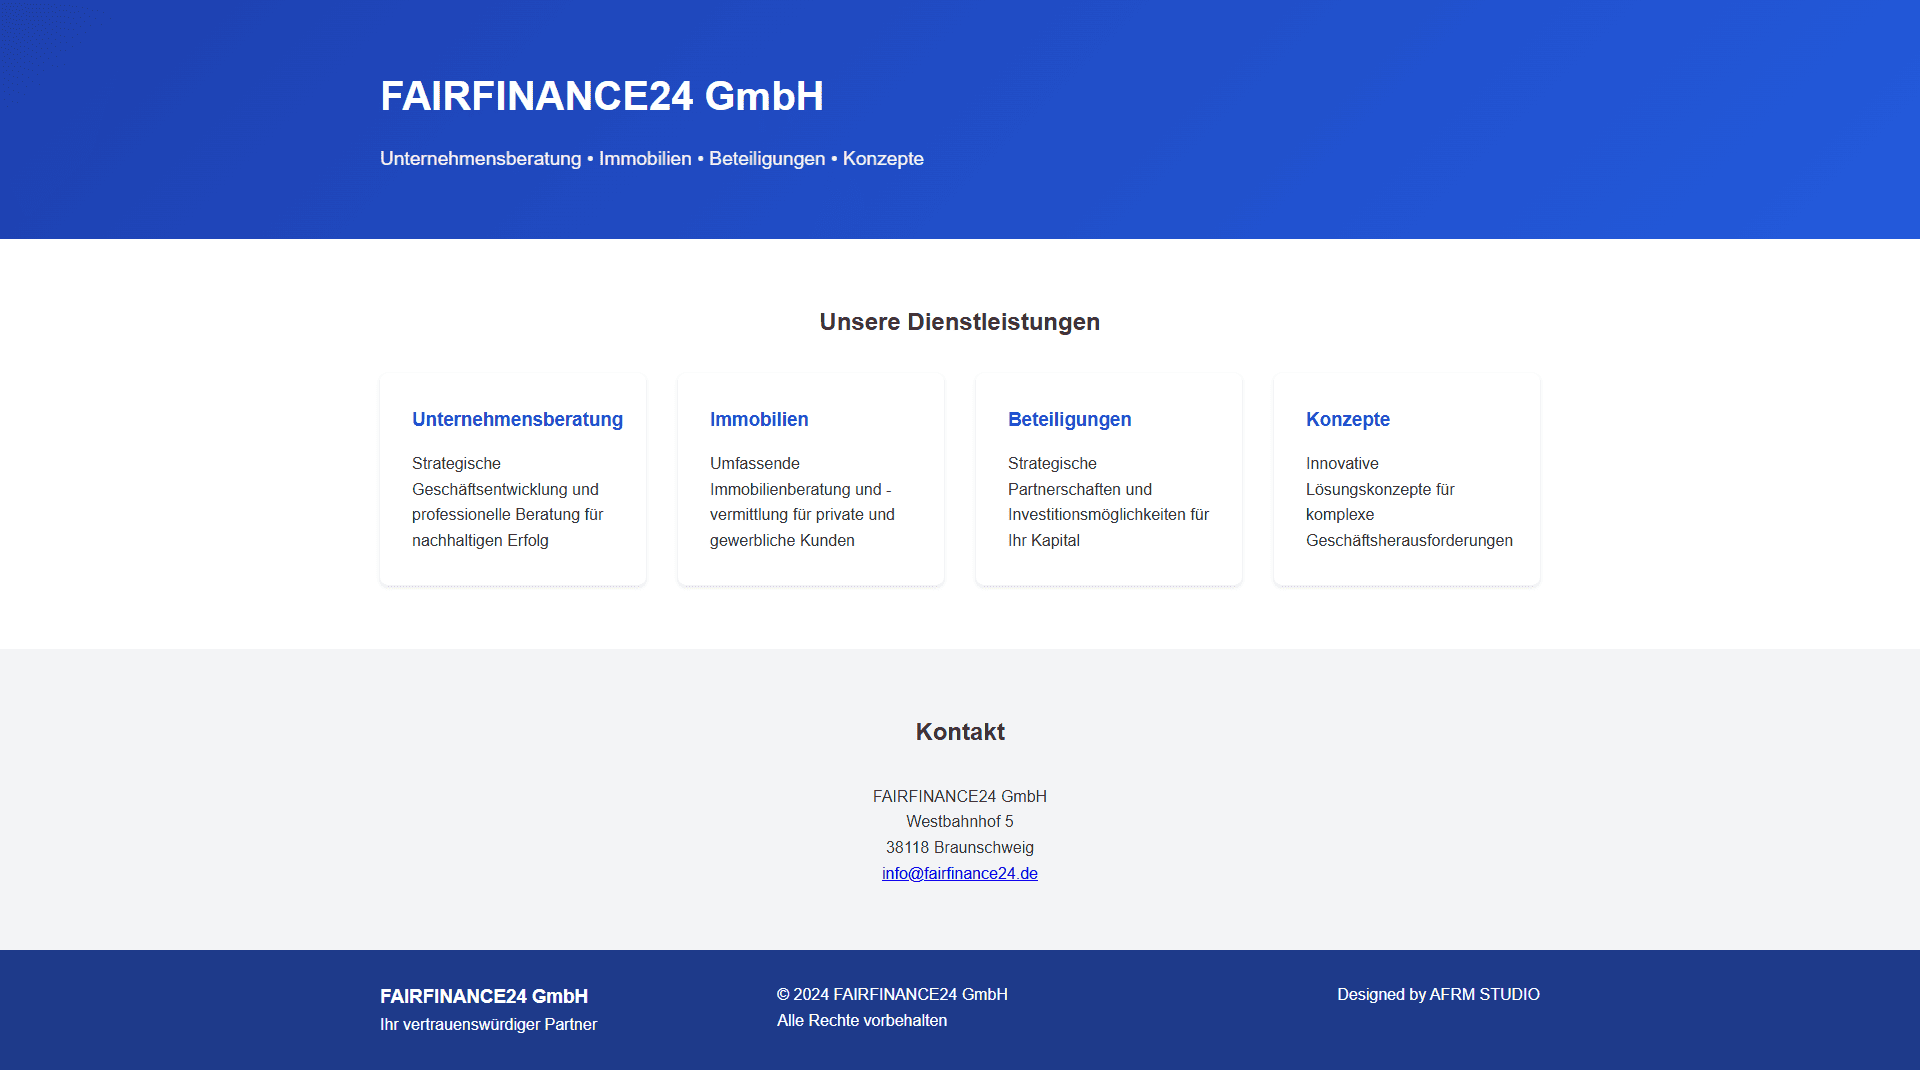 FAIRFINANCE24 GmbH
Unternehmensberatung • Immobilien • Beteiligungen • Konzepte
Unsere Dienstleistungen
Unternehmensberatung
Strategische
Geschäftsentwicklung und
professionelle Beratung für
nachhaltigen Erfolg
Immobilien
Umfassende
Immobilienberatung und -
vermittlung für private und
gewerbliche Kunden
Beteiligungen
Strategische
Partnerschaften und
Investitionsmöglichkeiten für
Ihr Kapital
Konzepte
Innovative
Lösungskonzepte für
komplexe
Geschäftsherausforderungen
Kontakt
FAIRFINANCE24 GmbH
Westbahnhof 5
38118 Braunschweig
info@fairfinance24.de
FAIRFINANCE24 GmbH
Ihr vertrauenswürdiger Partner
© 2024 FAIRFINANCE24 GmbH
Alle Rechte vorbehalten
Designed by AFRM STUDIO